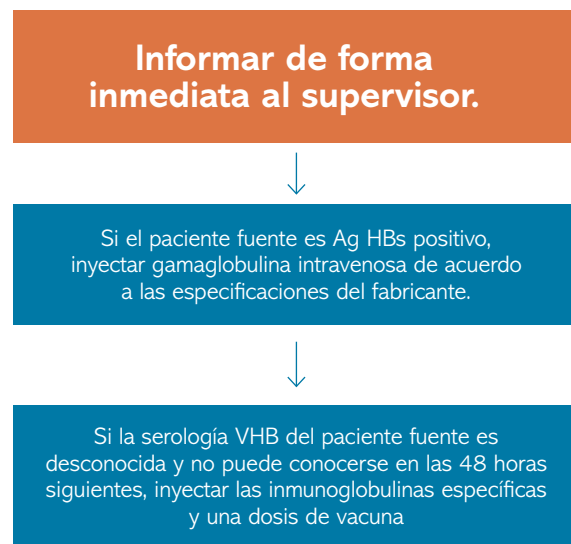 Informar de forma
inmediata al supervisor.
Si el paciente fuente es Ag HBs positivo,
inyectar gamaglobulina intravenosa de acuerdo
a las especificaciones del fabricante.
Si la serología VHB del paciente fuente es
desconocida y no puede conocerse en las 48 horas
siguientes, inyectar las inmunoglobulinas específicas
y una dosis de vacuna